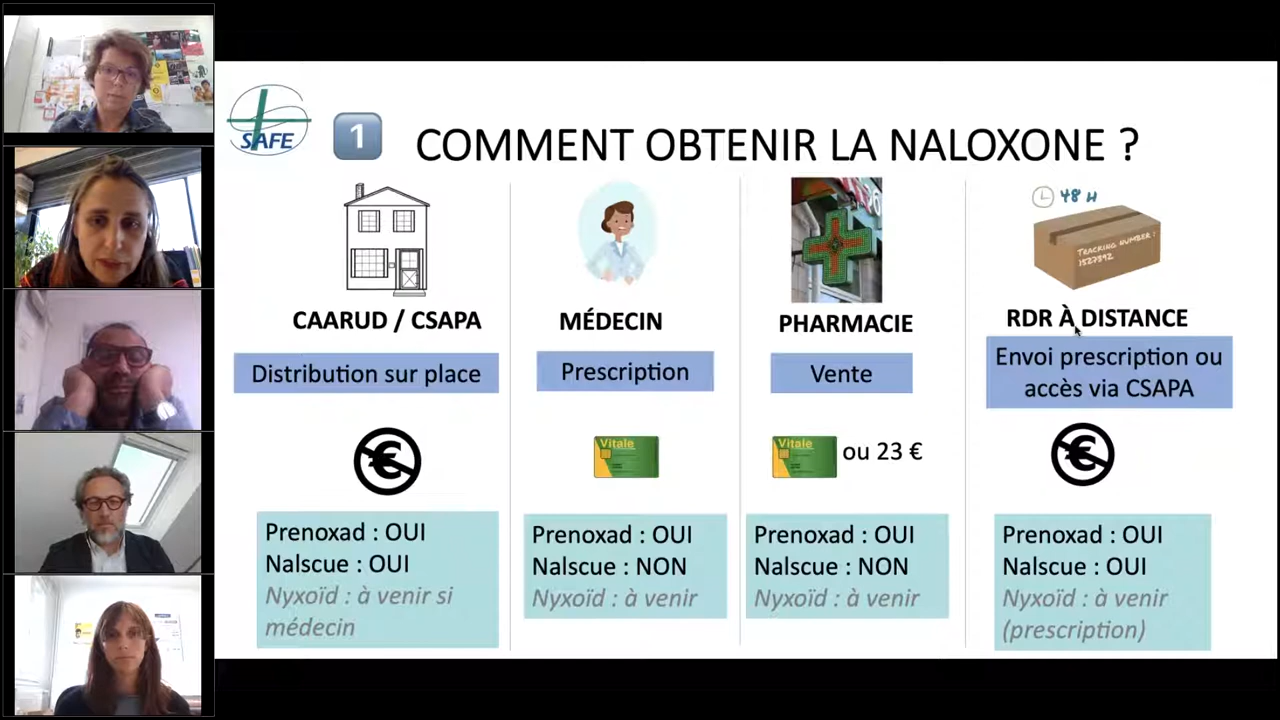 SAFE
1
COMMENT OBTENIR LA NALOXONE ?
CAARUD / CSAPA
Distribution sur place
€
Prenoxad : OUI
Nalscue : OUI
Nyxoïd : à venir si
médecin
MÉDECIN
Prescription
Vitale
Prenoxad : OUI
Nalscue : NON
Nyxoïd : à venir
PHARMACIE
Vente
Vitale
ou 23 €
Prenoxad : OUI
Nalscue : NON
Nyxoïd : à venir
48 H
TRACKING NUMBER :
1527892
RDR À DISTANCE
Envoi prescription ou
accès via CSAPA
€
Prenoxad : OUI
Nalscue : OUI
Nyxoïd : à venir
(prescription)